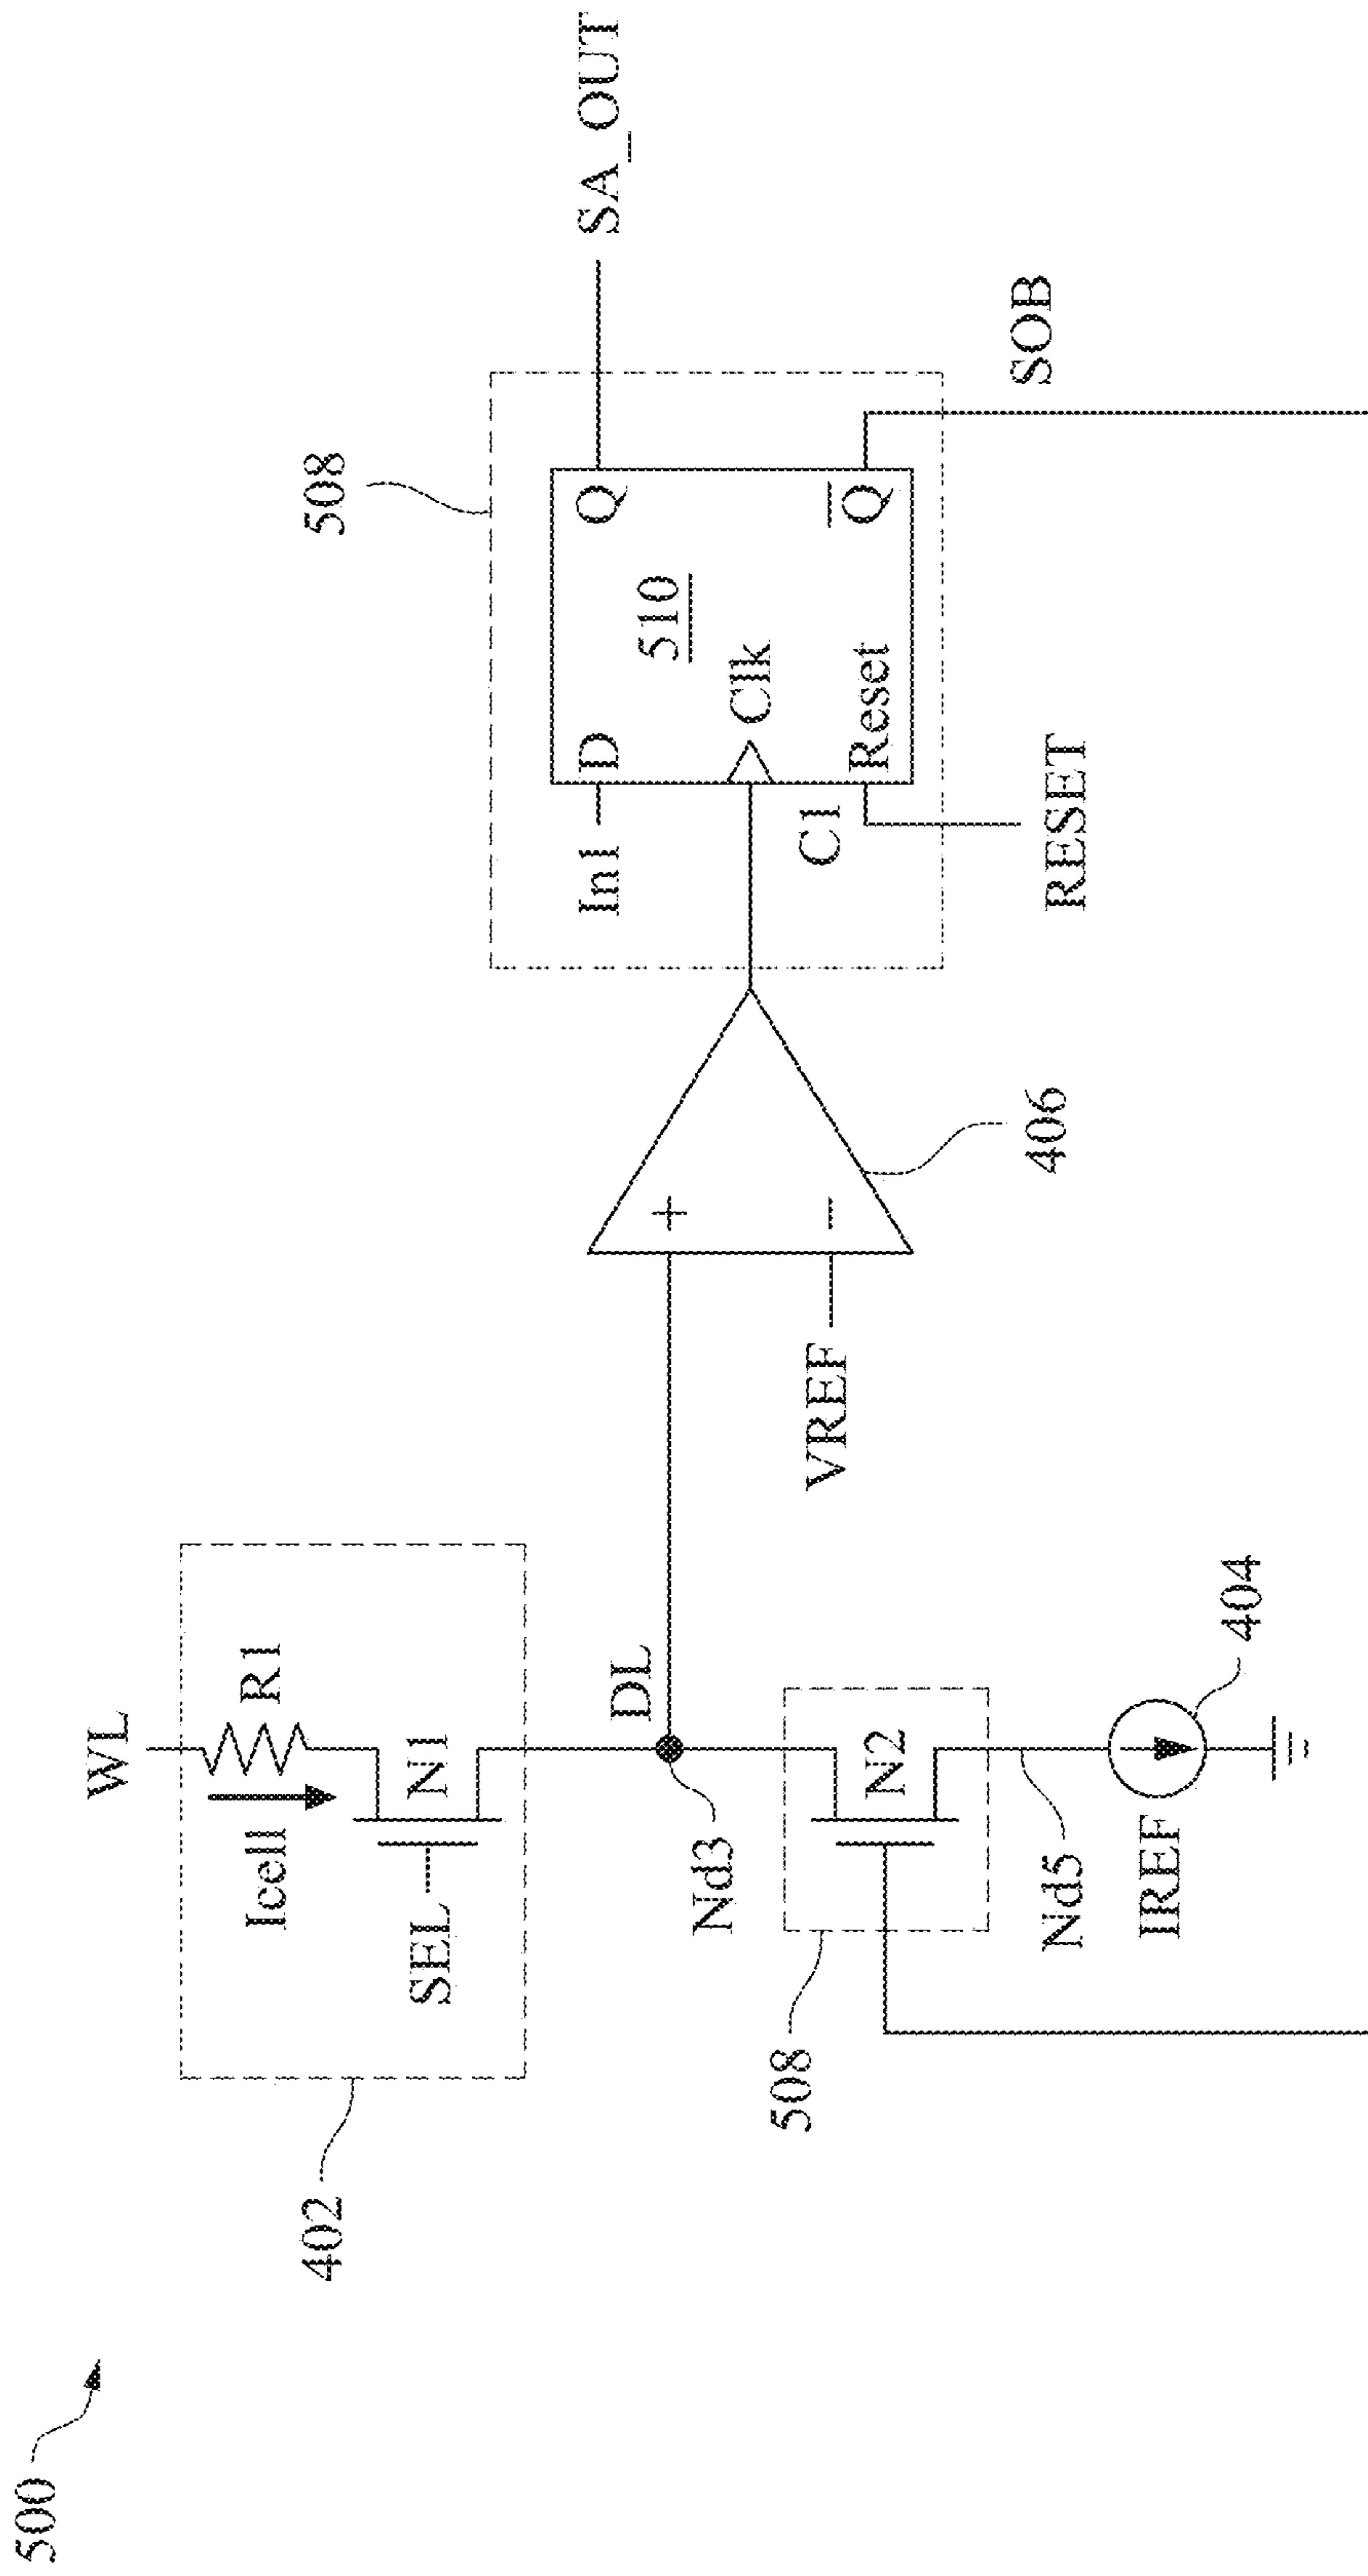 500
402
WL
R1
Icell
N1
SEL
DL
Nd3
508
N2
Nd5
IREF
404
VREF
+
−
406
508
In1
D
Q
510
Clk
C1
Reset
Q
RESET
SA_OUT
SOB